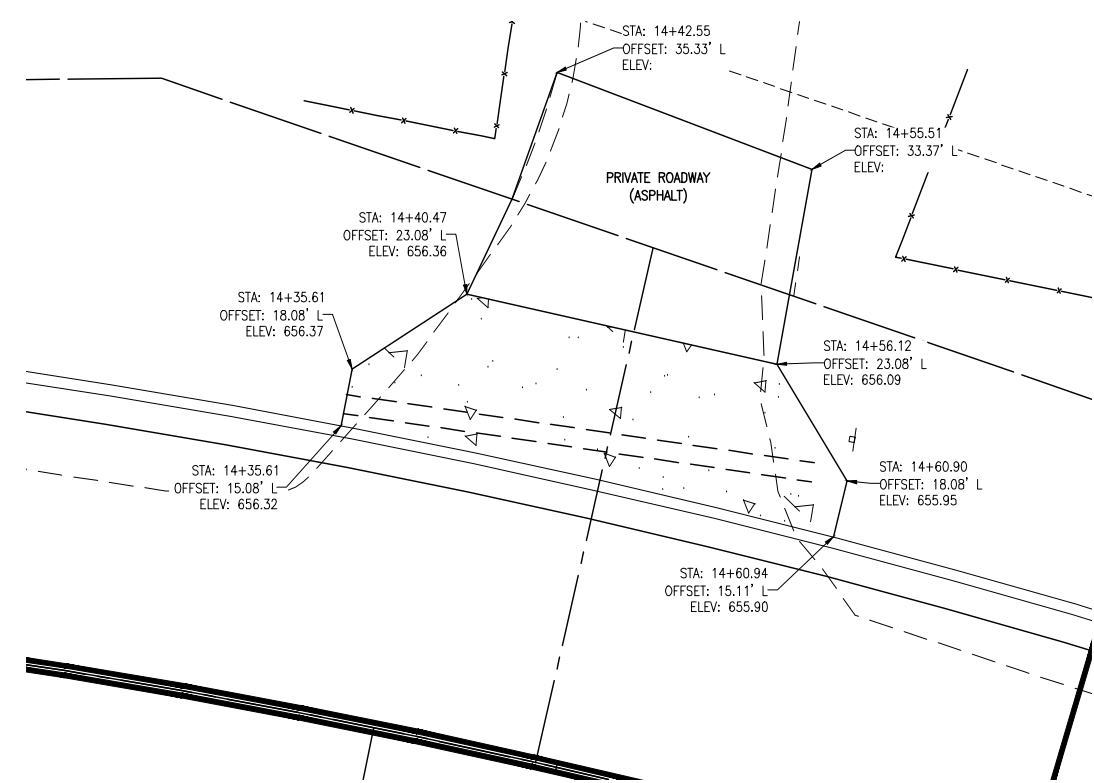 STA: 14+42.55
OFFSET: 35.33' L
ELEV:
STA: 14+55.51
OFFSET: 33.37' L
ELEV:
PRIVATE ROADWAY
(ASPHALT)
STA: 14+40.47
OFFSET: 23.08' L
ELEV: 656.36
STA: 14+35.61
OFFSET: 18.08' L
ELEV: 656.37
STA: 14+56.12
OFFSET: 23.08' L
ELEV: 656.09
STA: 14+35.61
OFFSET: 15.08' L
ELEV: 656.32
STA: 14+60.90
OFFSET: 18.08' L
ELEV: 655.95
STA: 14+60.94
OFFSET: 15.11' L
ELEV: 655.90